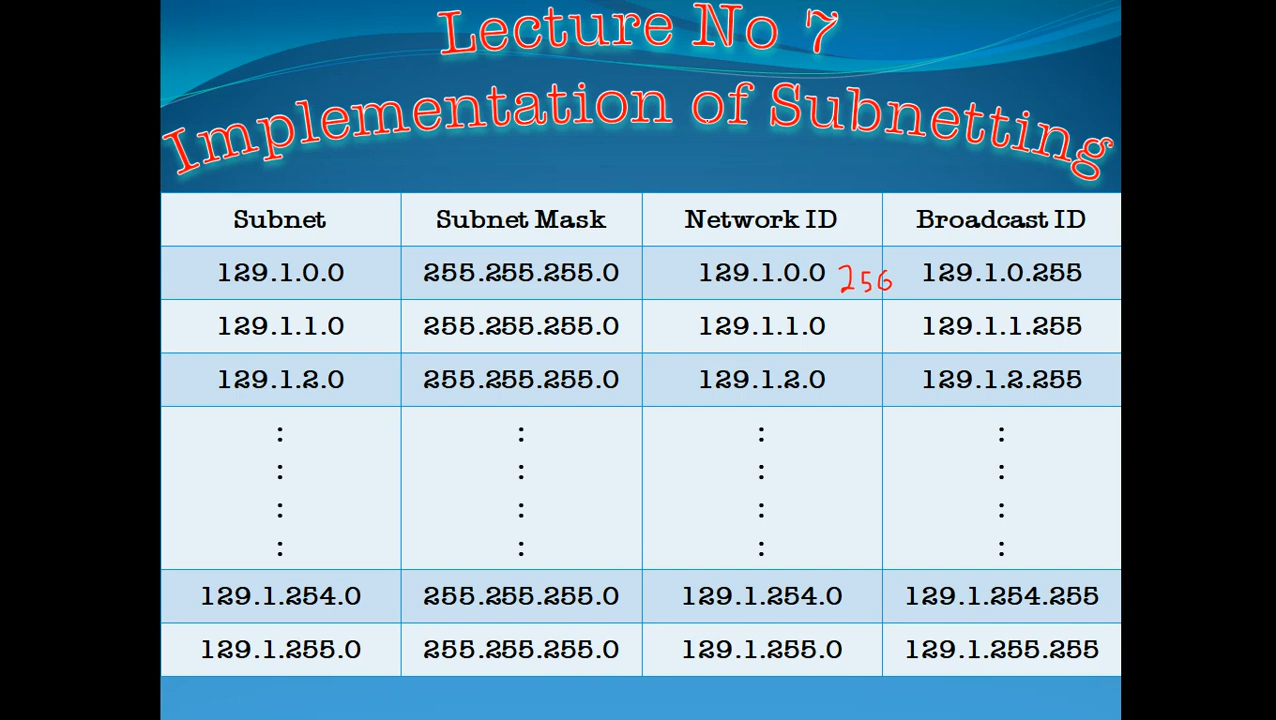 Lecture No 7
Implementation of Subnetting
Subnet Subnet Mask Network ID Broadcast ID
129.1.0.0 255.255.255.0 129.1.0.0 256 129.1.0.255
129.1.1.0 255.255.255.0 129.1.1.0 129.1.1.255
129.1.2.0 255.255.255.0 129.1.2.0 129.1.2.255
: : : :
: : : :
: : : :
: : : :
129.1.254.0 255.255.255.0 129.1.254.0 129.1.254.255
129.1.255.0 255.255.255.0 129.1.255.0 129.1.255.255